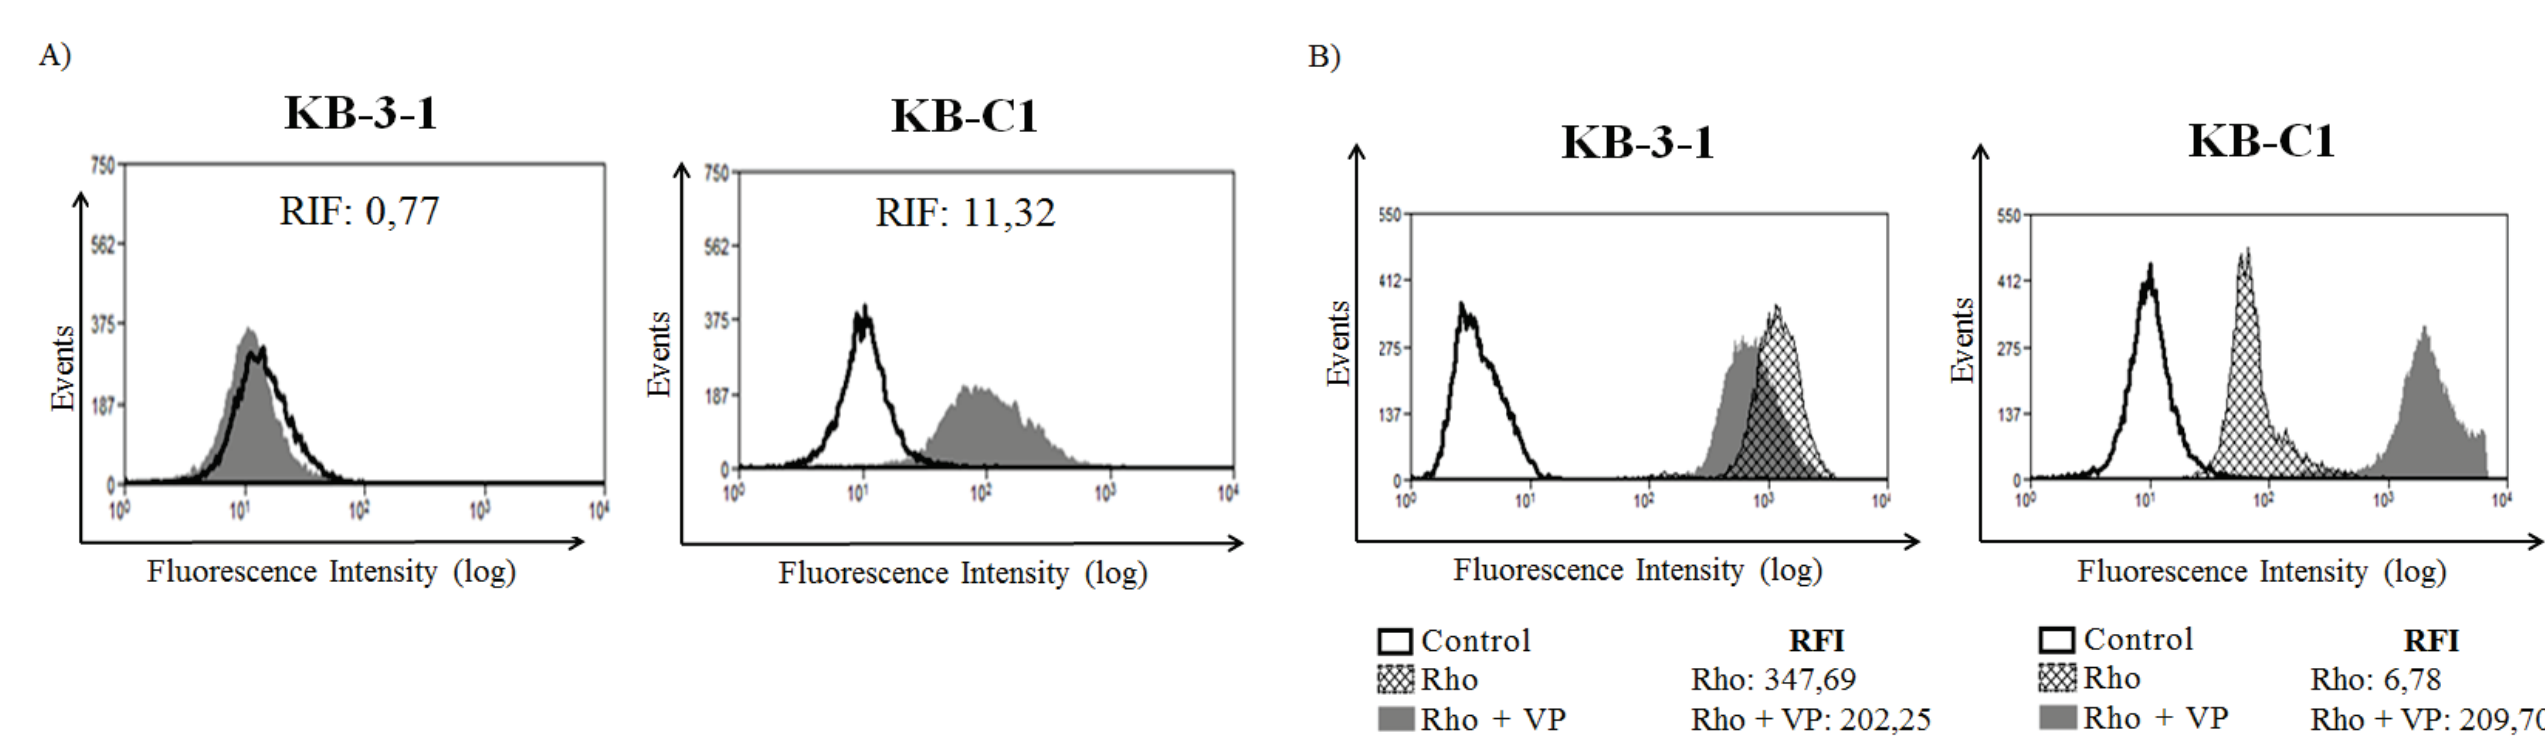 A)
B)
KB-3-1
KB-C1
KB-3-1
KB-C1
RIF: 0,77
RIF: 11,32
750
562
375
187
0
10⁰ 10¹ 10² 10³ 10⁴
Events
Fluorescence Intensity (log)
750
562
375
187
0
10⁰ 10¹ 10² 10³ 10⁴
Events
Fluorescence Intensity (log)
550
412
275
137
0
10⁰ 10¹ 10² 10³ 10⁴
Events
Fluorescence Intensity (log)
550
412
275
137
0
10⁰ 10¹ 10² 10³ 10⁴
Events
Fluorescence Intensity (log)
Control RFI
Rho Rho: 347,69
Rho + VP Rho + VP: 202,25
Control RFI
Rho Rho: 6,78
Rho + VP Rho + VP: 209,70